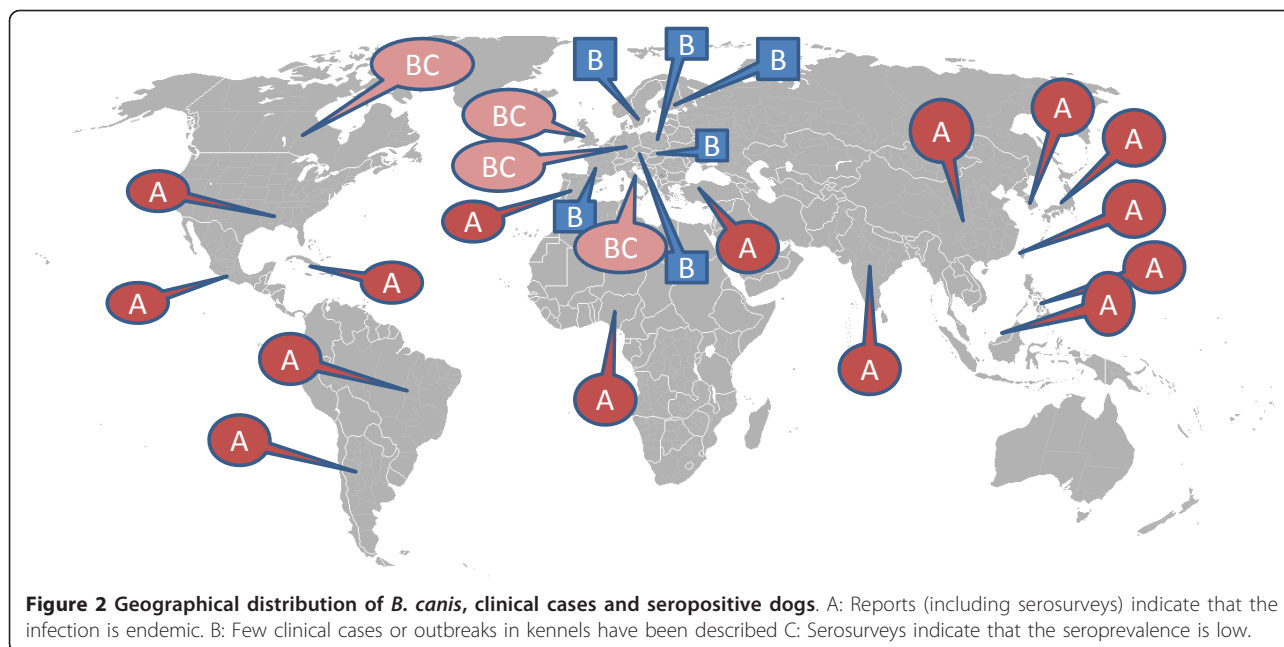 B
B
B
BC
BC
A
A
A
B
BC
A
A
A
B
A
A
BC
A
B
A
A
A
A
A
A
A
Figure 2 Geographical distribution of B. canis, clinical cases and seropositive dogs. A: Reports (including serosurveys) indicate that the
infection is endemic. B: Few clinical cases or outbreaks in kennels have been described C: Serosurveys indicate that the seroprevalence is low.